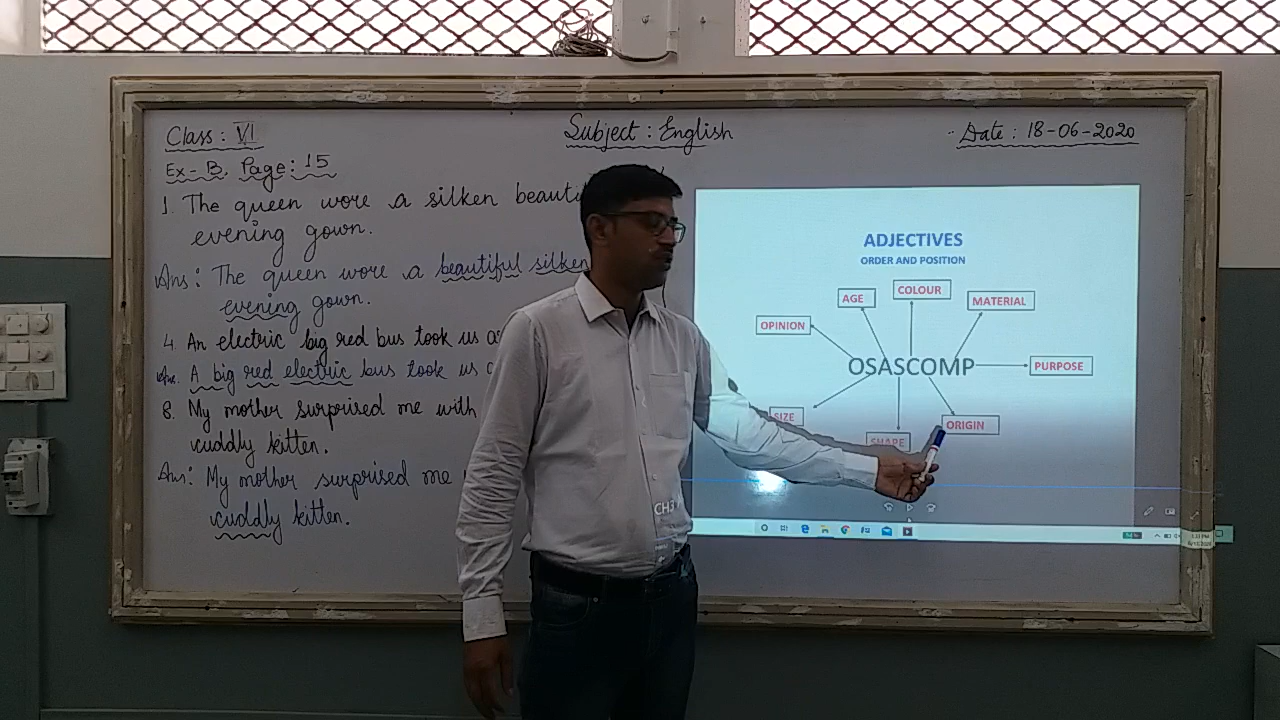 Class : VI
Subject : English
Date : 18-06-2020
Ex - B. Page : 15
1. The queen wore a silken
evening gown.
Ans : The queen wore a beautiful silken
evening gown.
4. An electric big red bus took us
Ans. A big red electric bus took us
8. My mother surprised me with
cuddly kitten.
Ans : My mother surprised me
cuddly kitten.
ADJECTIVES
ORDER AND POSITION
AGE
COLOUR
MATERIAL
OPINION
OSASCOMP
PURPOSE
SIZE
SHAPE
ORIGIN